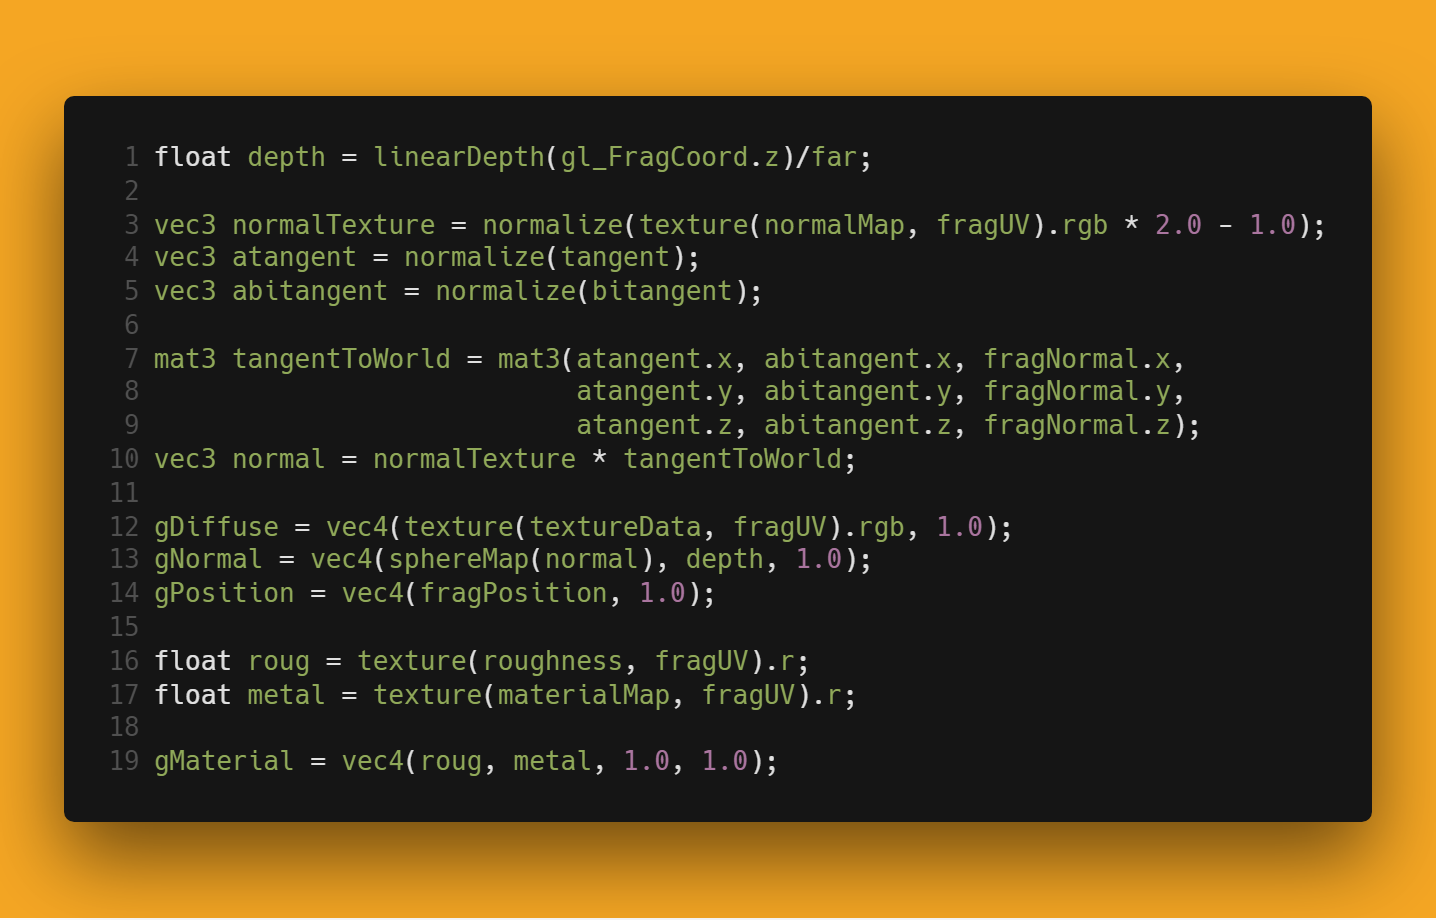 1 float depth = linearDepth(gl_FragCoord.z)/far;
2
3 vec3 normalTexture = normalize(texture(normalMap, fragUV).rgb * 2.0 - 1.0);
4 vec3 atangent = normalize(tangent);
5 vec3 abitangent = normalize(bitangent);
6
7 mat3 tangentToWorld = mat3(atangent.x, abitangent.x, fragNormal.x,
8                            atangent.y, abitangent.y, fragNormal.y,
9                            atangent.z, abitangent.z, fragNormal.z);
10 vec3 normal = normalTexture * tangentToWorld;
11
12 gDiffuse = vec4(texture(textureData, fragUV).rgb, 1.0);
13 gNormal = vec4(sphereMap(normal), depth, 1.0);
14 gPosition = vec4(fragPosition, 1.0);
15
16 float roug = texture(roughness, fragUV).r;
17 float metal = texture(materialMap, fragUV).r;
18
19 gMaterial = vec4(roug, metal, 1.0, 1.0);